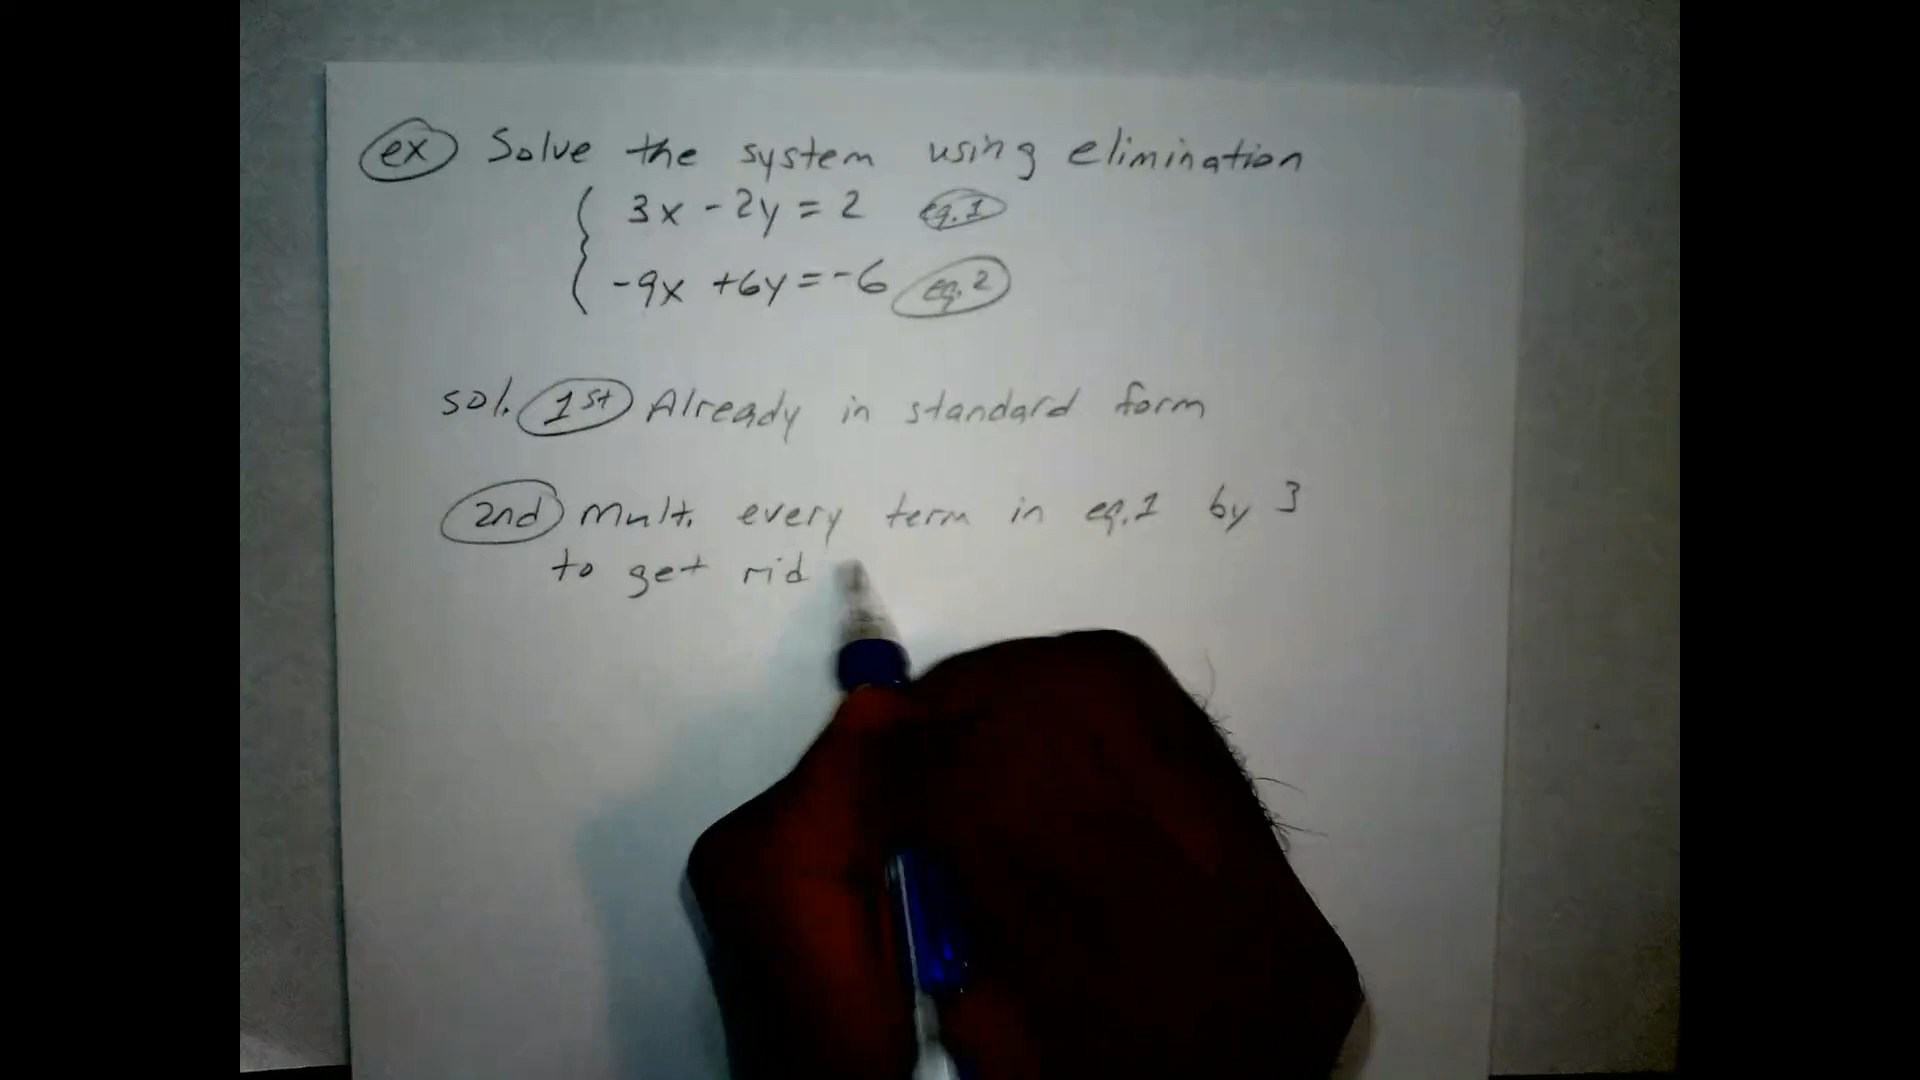 ex Solve the system using elimination
3x - 2y = 2 eq.1
-9x + 6y = -6 eq.2
sol. 1st Already in standard form
2nd Mult. every term in eq.1 by 3
to get rid